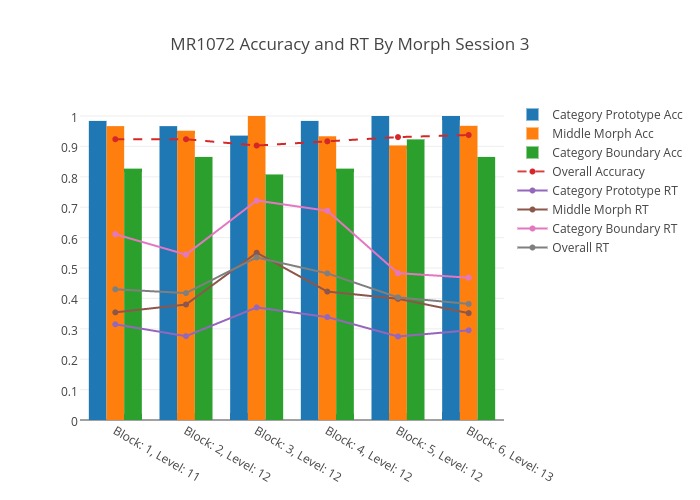 MR1072 Accuracy and RT By Morph Session 3
1
0.9
0.8
0.7
0.6
0.5
0.4
0.3
0.2
0.1
0
Block: 1, Level: 11
Block: 2, Level: 12
Block: 3, Level: 12
Block: 4, Level: 12
Block: 5, Level: 12
Block: 6, Level: 13
Category Prototype Acc
Middle Morph Acc
Category Boundary Acc
Overall Accuracy
Category Prototype RT
Middle Morph RT
Category Boundary RT
Overall RT